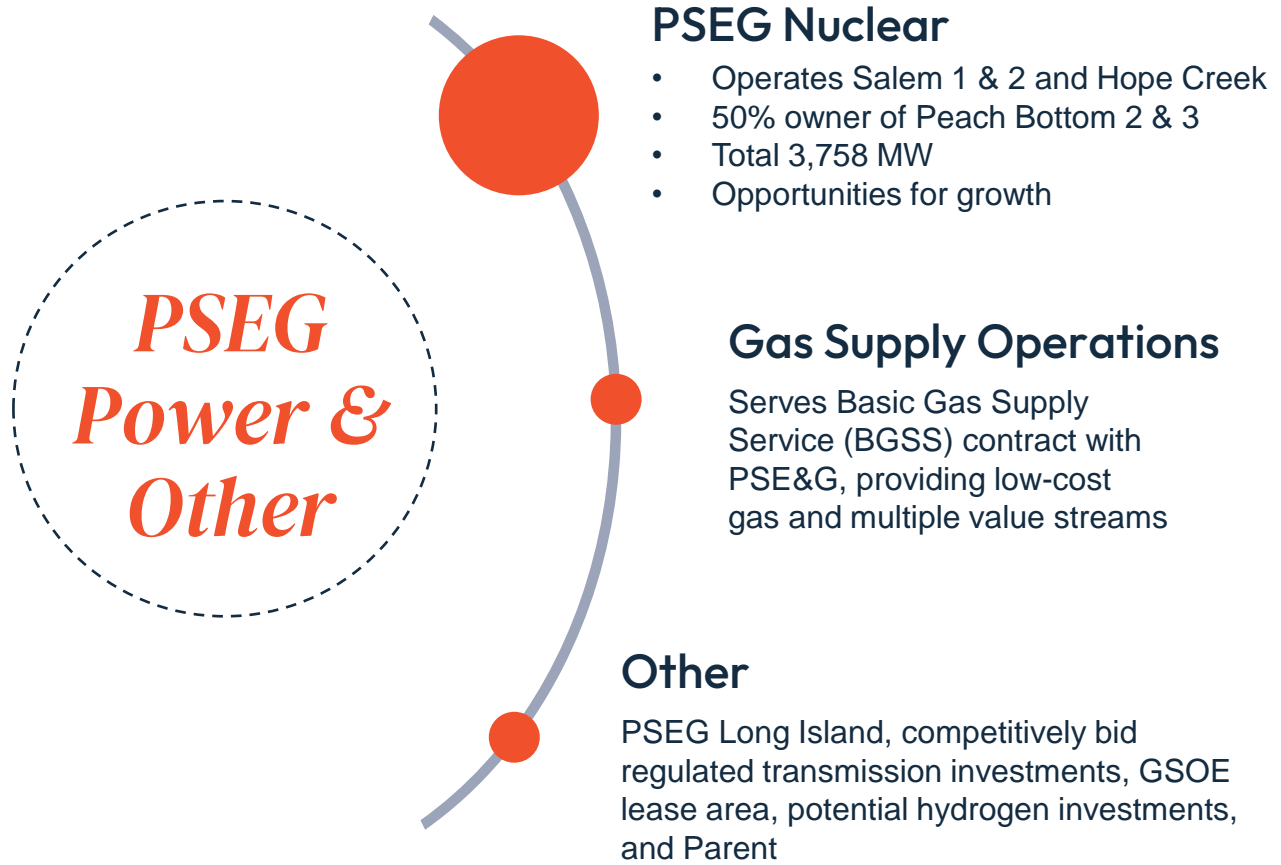 PSEG
Power &
Other
PSEG Nuclear
• Operates Salem 1 & 2 and Hope Creek
• 50% owner of Peach Bottom 2 & 3
• Total 3,758 MW
• Opportunities for growth
Gas Supply Operations
Serves Basic Gas Supply
Service (BGSS) contract with
PSE&G, providing low-cost
gas and multiple value streams
Other
PSEG Long Island, competitively bid
regulated transmission investments, GSOE
lease area, potential hydrogen investments,
and Parent